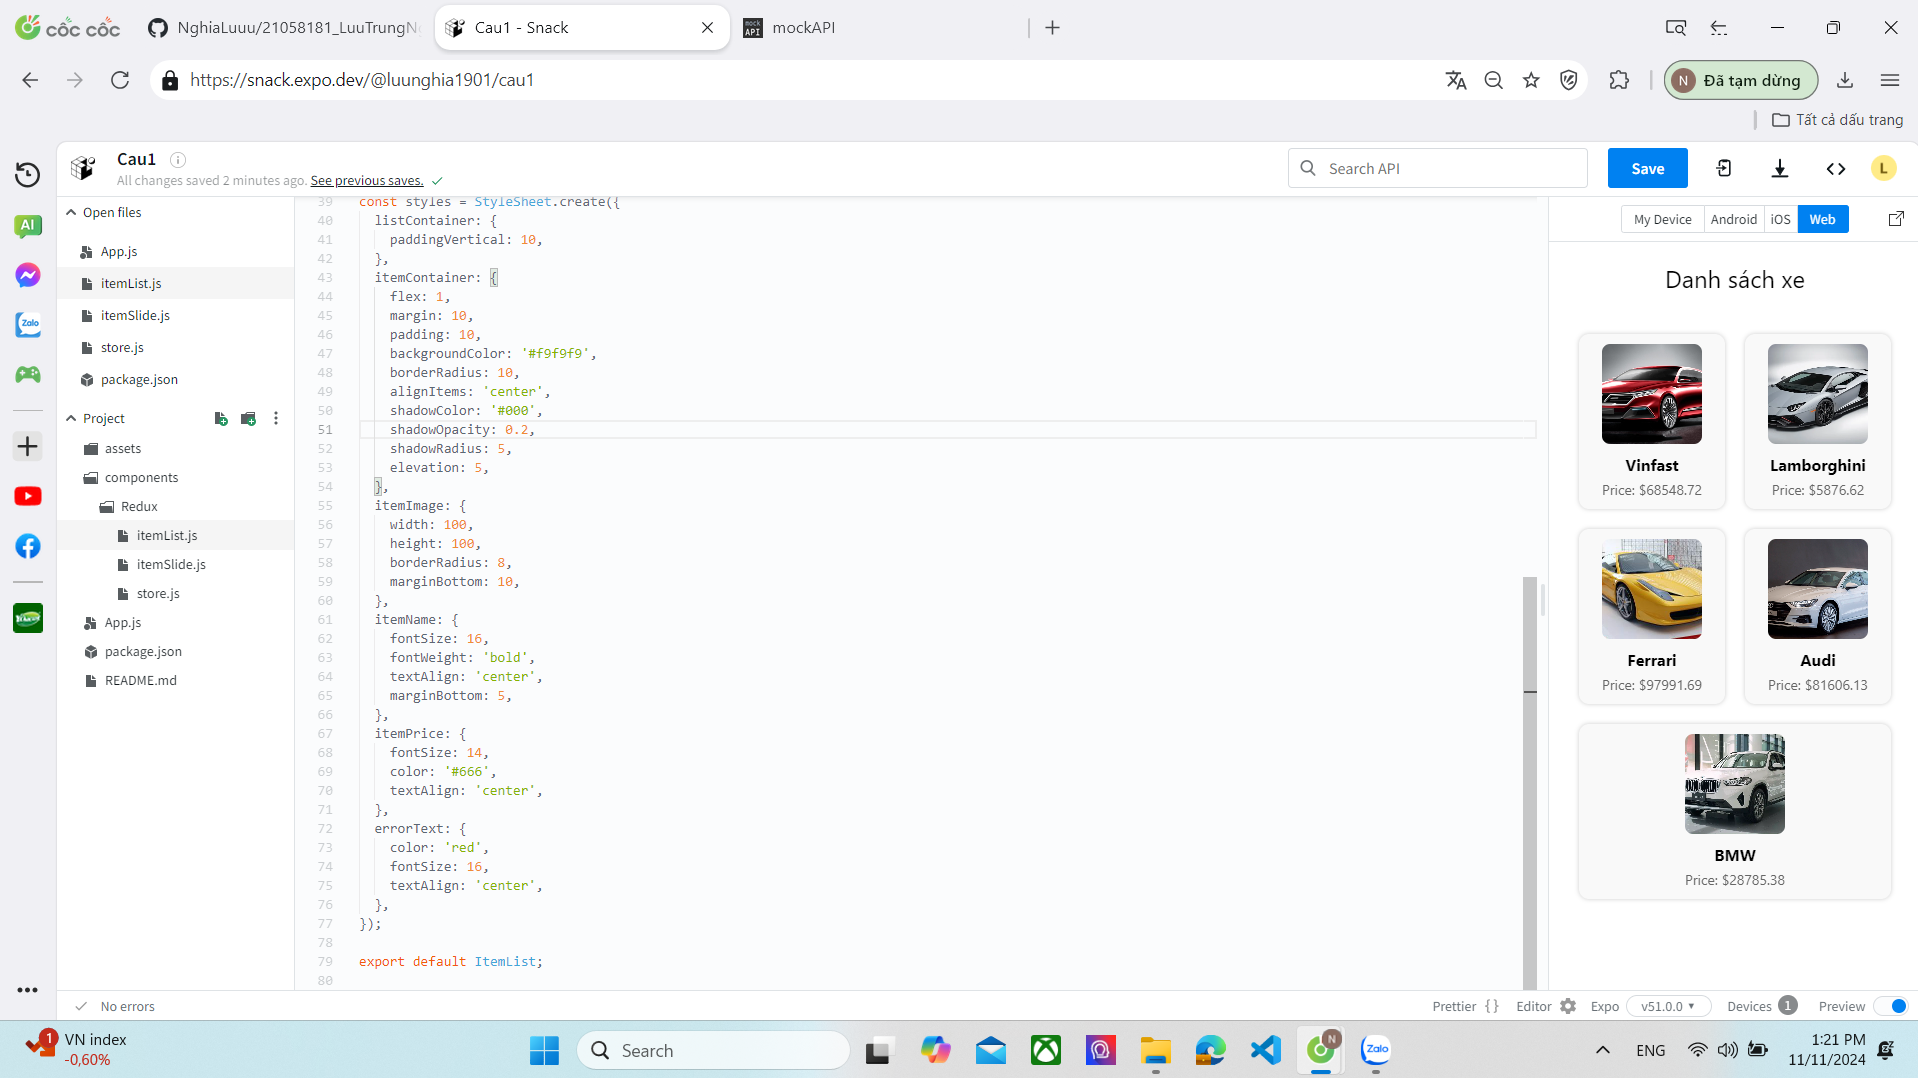 cốc cốc
NghiaLuuu/21058181_LuuTrungNg
Cau1 - Snack
mockAPI
https://snack.expo.dev/@luunghia1901/cau1
N
Đã tạm dừng
Tất cả dấu trang
Cau1
All changes saved 2 minutes ago. See previous saves.
Search API
Save
L
AI
Zalo
Open files
App.js
itemList.js
itemSlide.js
store.js
package.json
Project
assets
components
Redux
itemList.js
itemSlide.js
store.js
App.js
package.json
README.md
39 const styles = StyleSheet.create({
40 listContainer: {
41 paddingVertical: 10,
42 },
43 itemContainer: {
44 flex: 1,
45 margin: 10,
46 padding: 10,
47 backgroundColor: '#f9f9f9',
48 borderRadius: 10,
49 alignItems: 'center',
50 shadowColor: '#000',
51 shadowOpacity: 0.2,
52 shadowRadius: 5,
53 elevation: 5,
54 },
55 itemImage: {
56 width: 100,
57 height: 100,
58 borderRadius: 8,
59 marginBottom: 10,
60 },
61 itemName: {
62 fontSize: 16,
63 fontWeight: 'bold',
64 textAlign: 'center',
65 marginBottom: 5,
66 },
67 itemPrice: {
68 fontSize: 14,
69 color: '#666',
70 textAlign: 'center',
71 },
72 errorText: {
73 color: 'red',
74 fontSize: 16,
75 textAlign: 'center',
76 },
77 });
78
79 export default ItemList;
80
My Device
Android
iOS
Web
Danh sách xe
Vinfast
Price: $68548.72
Lamborghini
Price: $5876.62
Ferrari
Price: $97991.69
Audi
Price: $81606.13
BMW
Price: $28785.38
No errors
Prettier {}
Editor
Expo
v51.0.0
Devices 1
Preview
1
VN index
-0,60%
Search
N
Zalo
ENG
1:21 PM
11/11/2024